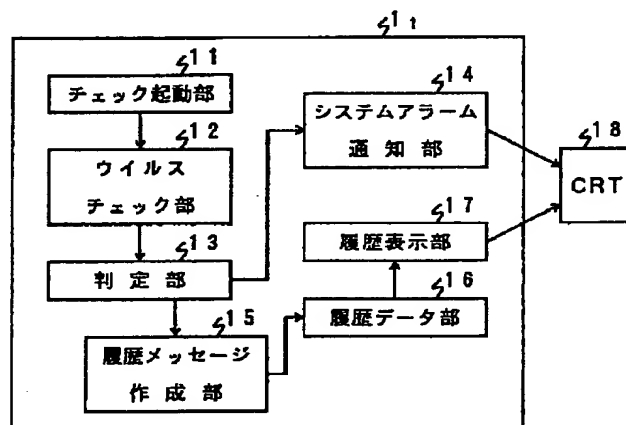 1₁
11
チェック起動部
12
ウイルス
チェック部
13
判定部
14
システムアラーム
通知部
15
履歴メッセージ
作成部
16
履歴データ部
17
履歴表示部
18
CRT